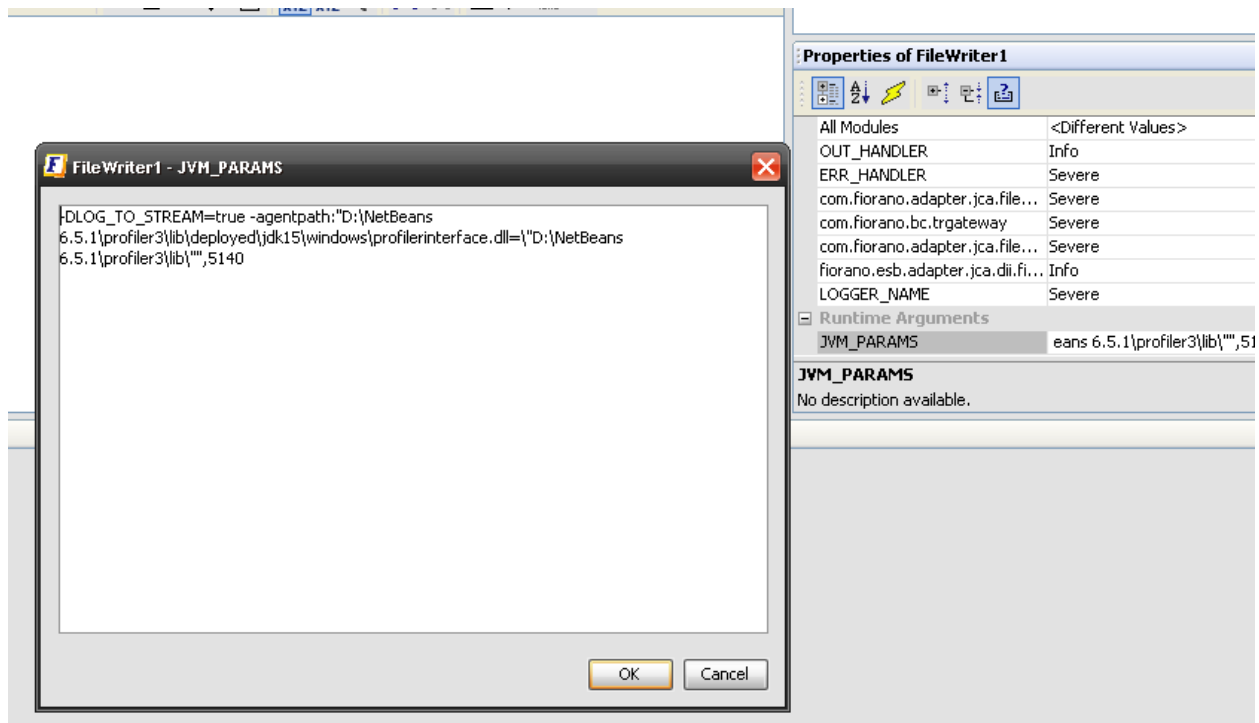 FileWriter1 - JVM_PARAMS
-DLOG_TO_STREAM=true -agentpath:"D:\NetBeans
6.5.1\profiler3\lib\deployed\jdk15\windows\profilerinterface.dll=\"D:\NetBeans
6.5.1\profiler3\lib\"",5140
OK Cancel
Properties of FileWriter1
All Modules <Different Values>
OUT_HANDLER Info
ERR_HANDLER Severe
com.fiorano.adapter.jca.file... Severe
com.fiorano.bc.trgateway Severe
com.fiorano.adapter.jca.file... Severe
fiorano.esb.adapter.jca.dii.fi... Info
LOGGER_NAME Severe
Runtime Arguments
JVM_PARAMS eans 6.5.1\profiler3\lib\"",51
JVM_PARAMS
No description available.